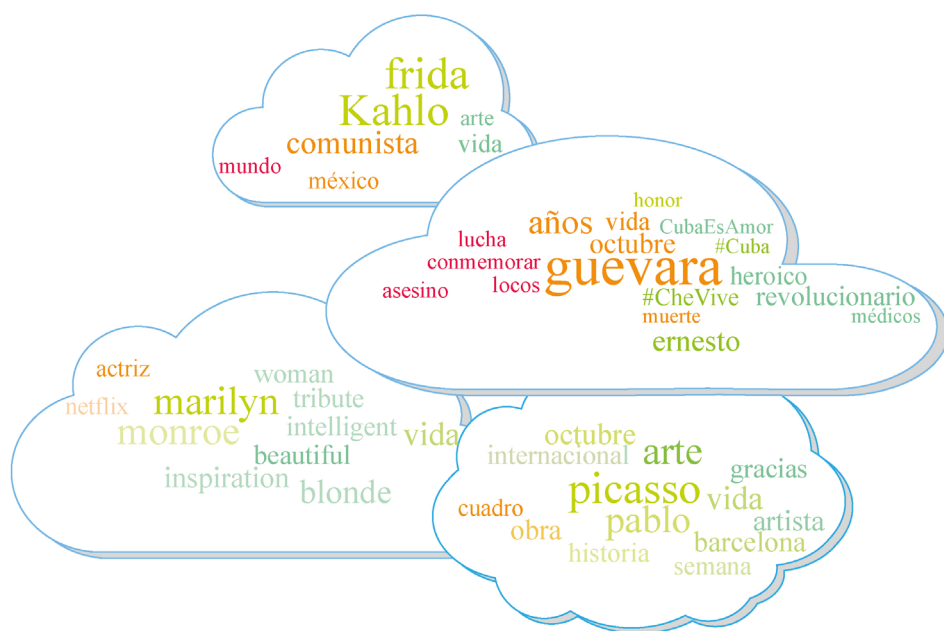 frida
Kahlo
arte
comunista
vida
mundo
méxico
honor
años
vida
CubaEsAmor
lucha
octubre
#Cuba
conmemorar
guevara
heroico
asesino
locos
#CheVive
revolucionario
muerte
médicos
ernesto
actriz
woman
netflix
marilyn
tribute
monroe
intelligent
vida
beautiful
inspiration
blonde
octubre
internacional
arte
gracias
picasso
vida
cuadro
pablo
artista
obra
barcelona
historia
semana